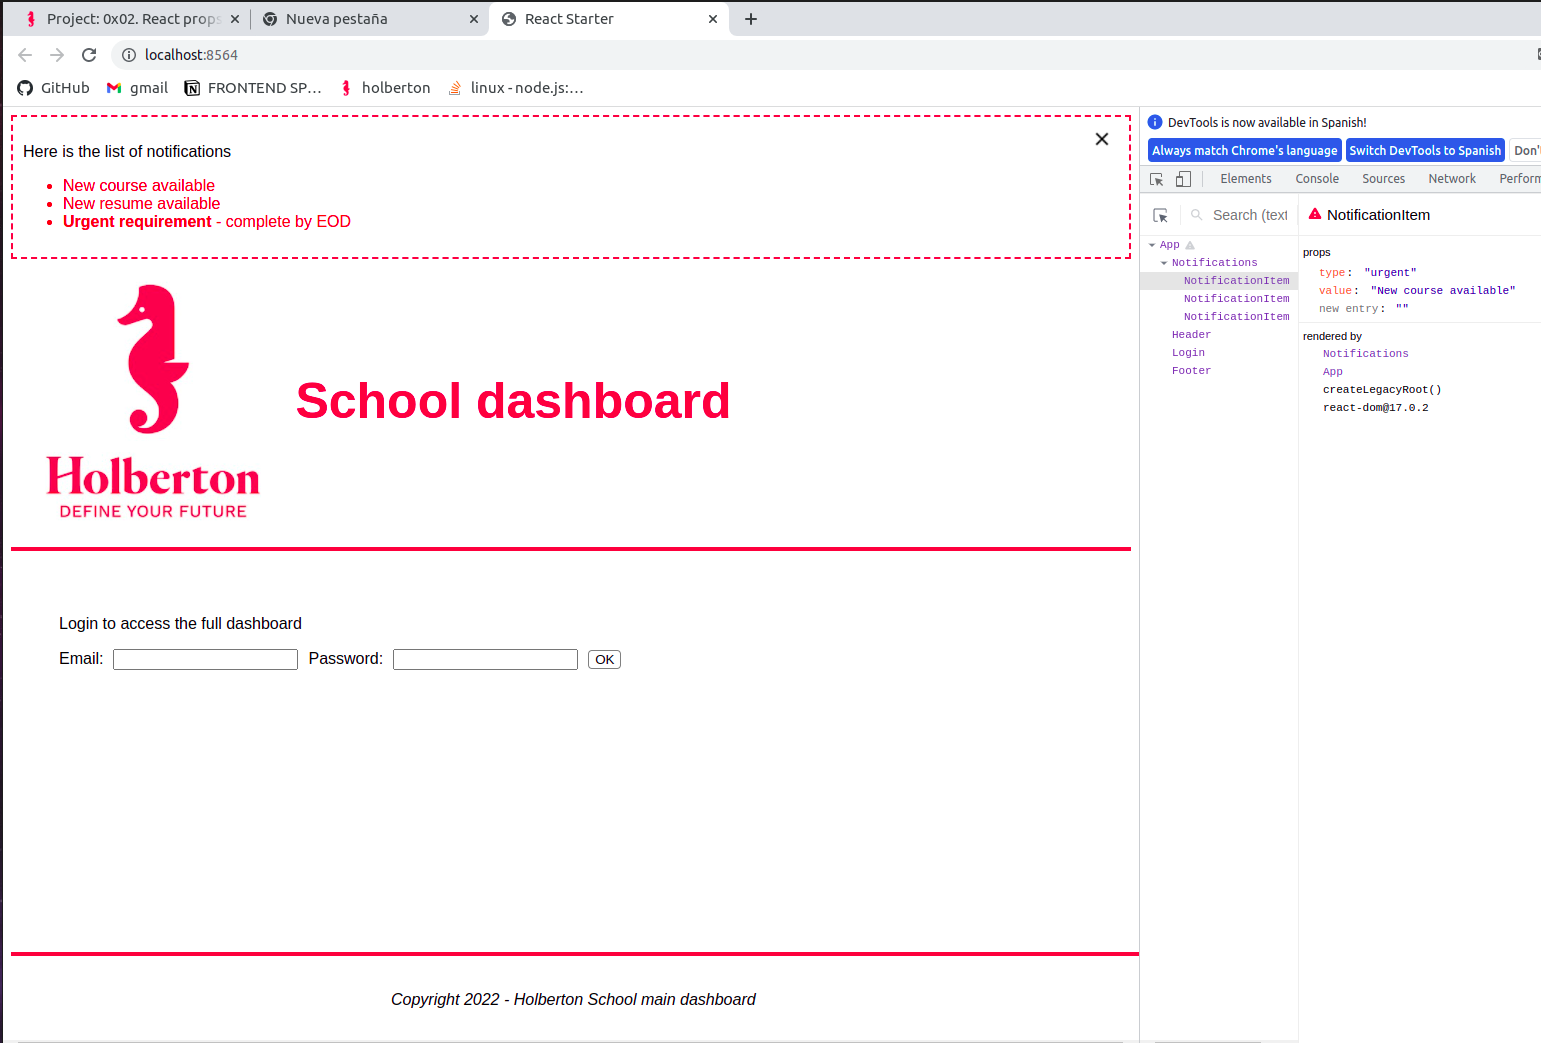 Project: 0x02. React props
Nueva pestaña
React Starter
localhost:8564
GitHub
gmail
FRONTEND SP...
holberton
linux - node.js:...
Here is the list of notifications
New course available
New resume available
Urgent requirement - complete by EOD
School dashboard
Holberton
DEFINE YOUR FUTURE
Login to access the full dashboard
Email:
Password:
OK
Copyright 2022 - Holberton School main dashboard
DevTools is now available in Spanish!
Always match Chrome's language
Switch DevTools to Spanish
Don'
Elements
Console
Sources
Network
Perform
Search (text
App
Notifications
NotificationItem
NotificationItem
NotificationItem
Header
Login
Footer
NotificationItem
props
type: "urgent"
value: "New course available"
new entry: ""
rendered by
Notifications
App
createLegacyRoot()
react-dom@17.0.2